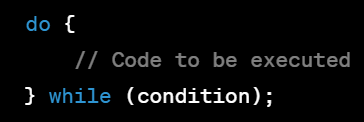 do {
    // Code to be executed
} while (condition);